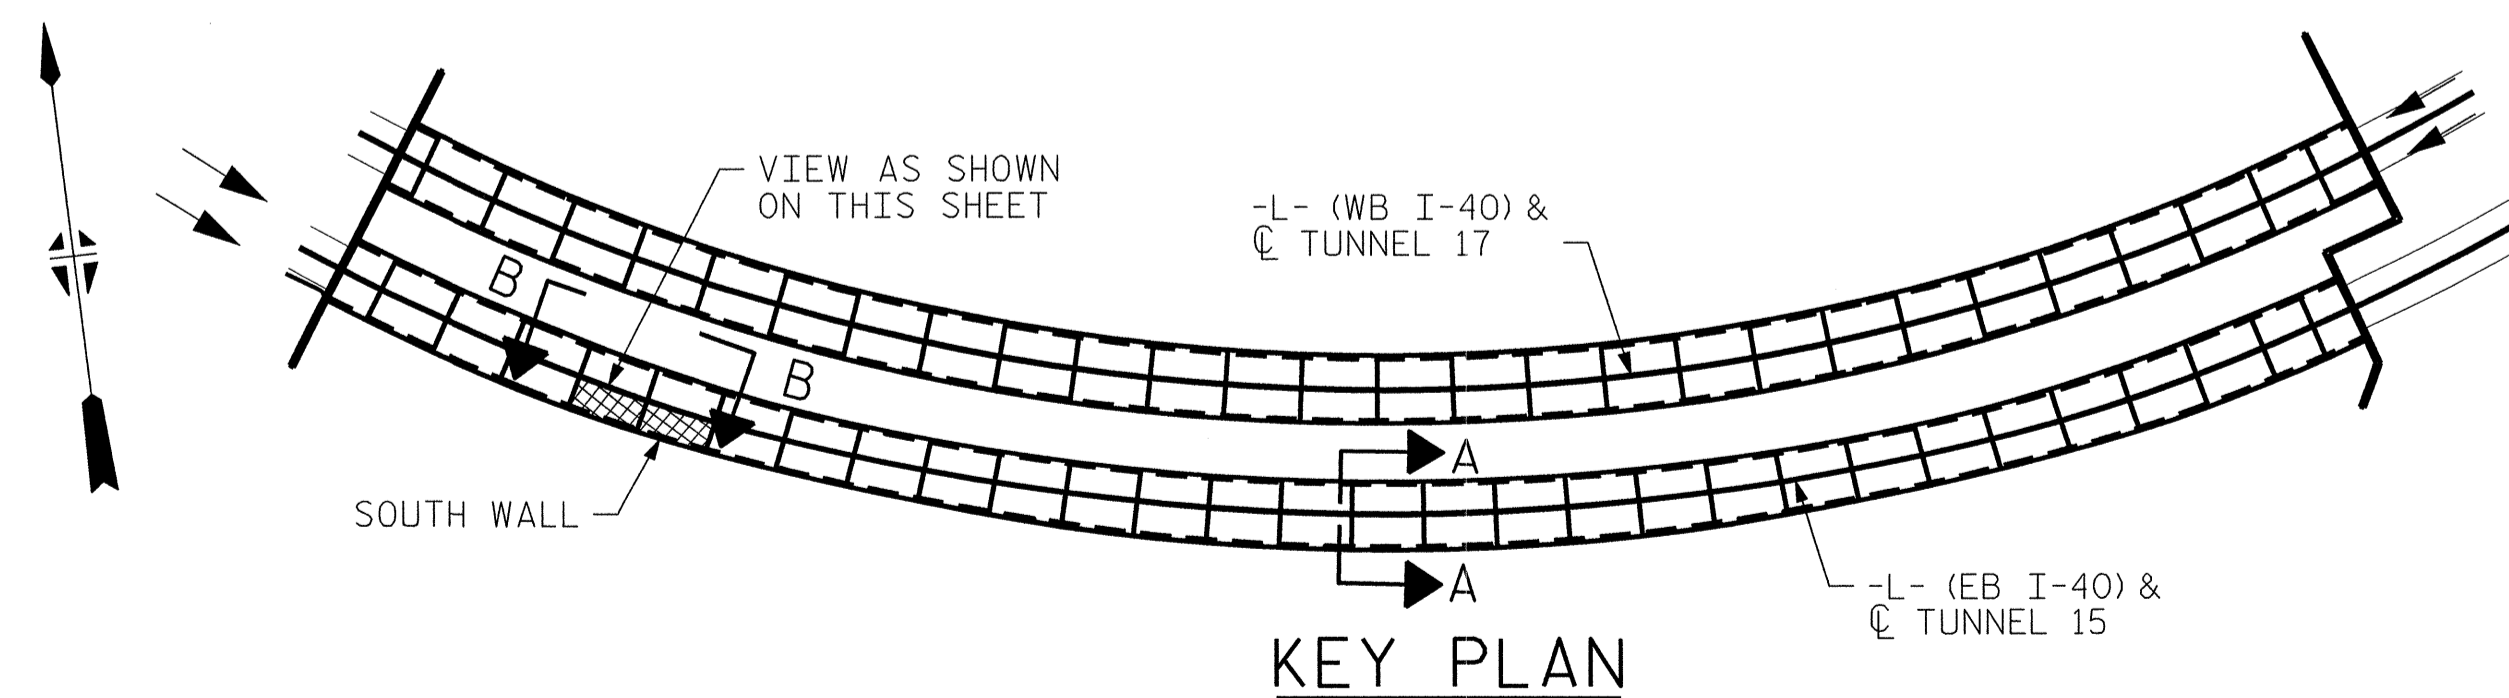 VIEW AS SHOWN
ON THIS SHEET
-L- (WB I-40) &
℄ TUNNEL 17
B
B
A
SOUTH WALL
A
-L- (EB I-40) &
℄ TUNNEL 15
KEY PLAN